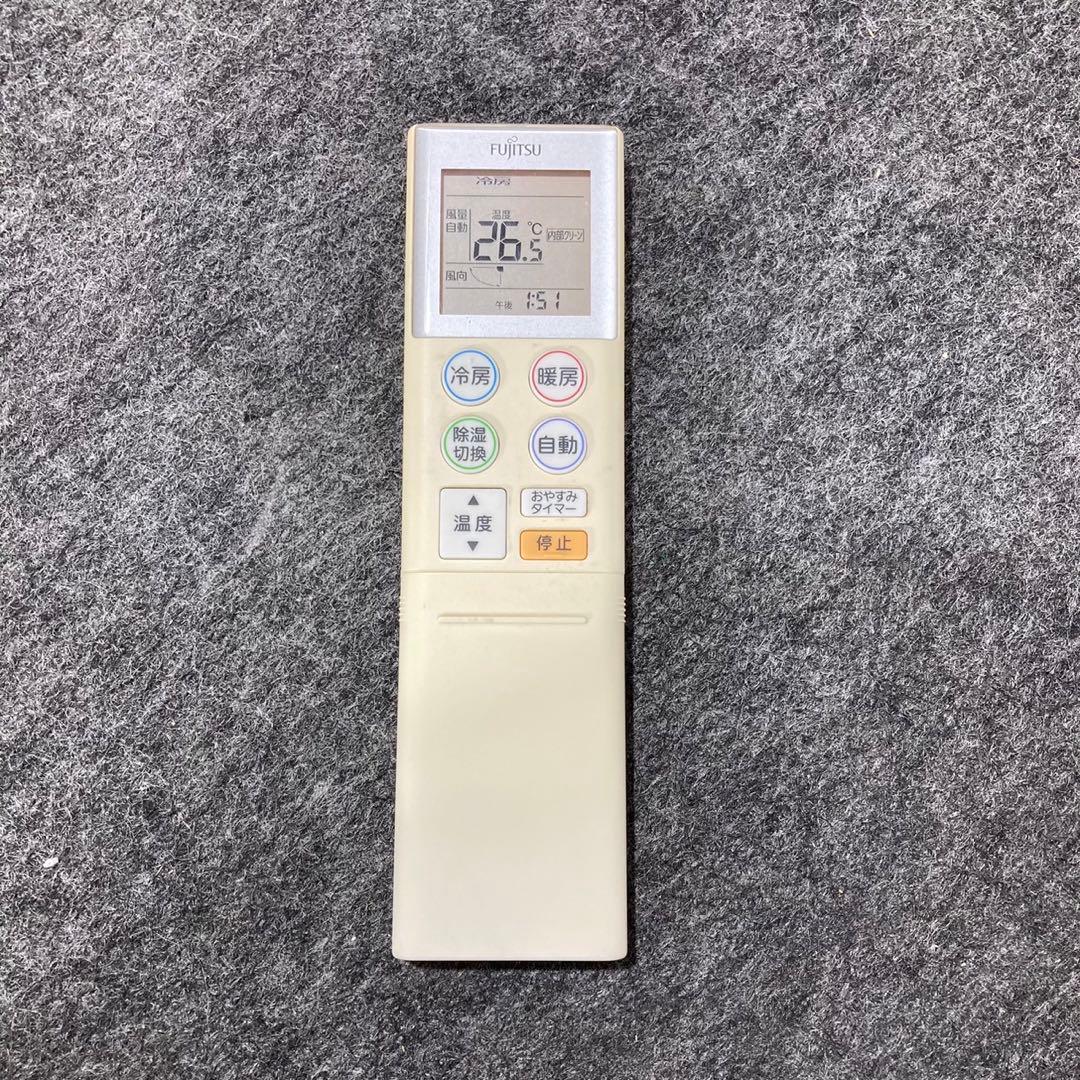 FUJITSU
冷房
風量 温度
自動 26.5 ℃ 内部クリーン
風向
午後 1:51
冷房 暖房
除湿
切換
自動
▲
温度
▼
おやすみ
タイマー
停止